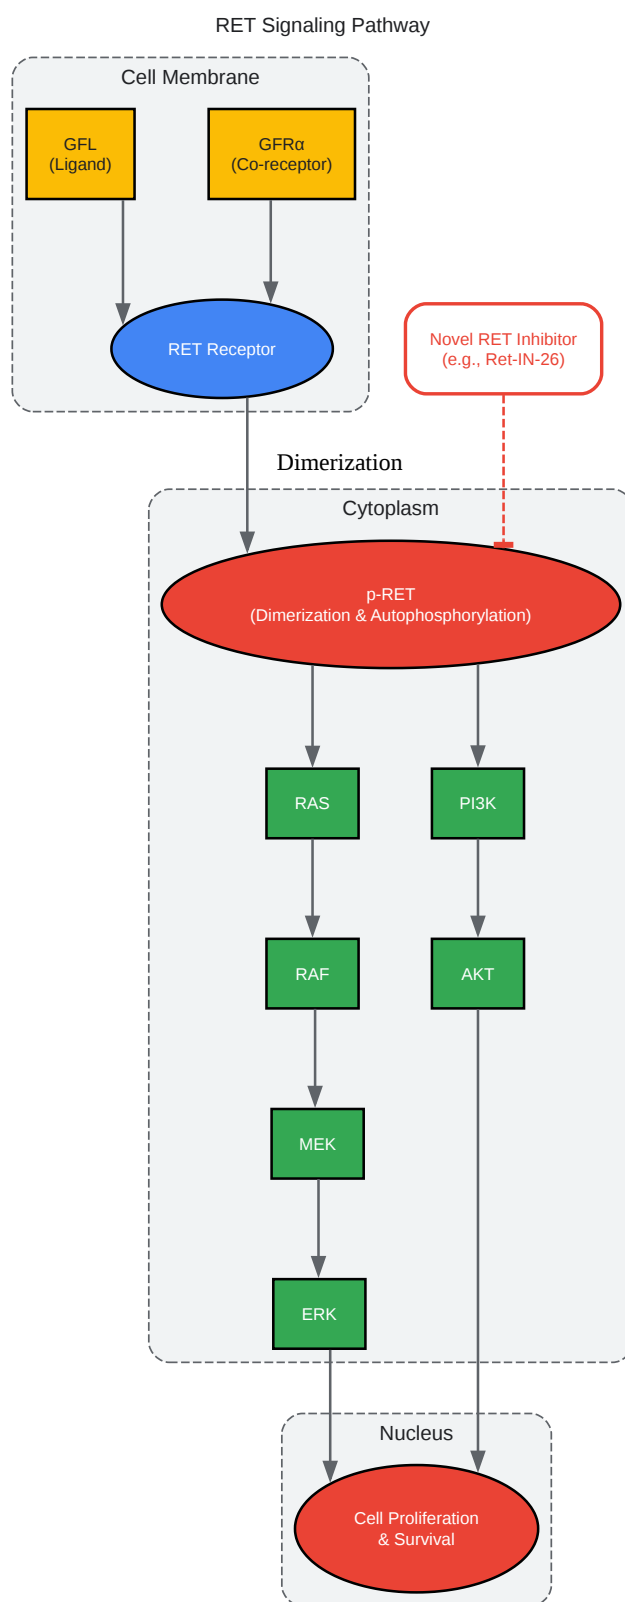 RET Signaling Pathway
Cell Membrane
GFL
(Ligand)
GFRα
(Co-receptor)
RET Receptor
Novel RET Inhibitor
(e.g., Ret-IN-26)
Dimerization
Cytoplasm
p-RET
(Dimerization & Autophosphorylation)
RAS
PI3K
RAF
AKT
MEK
ERK
Nucleus
Cell Proliferation
& Survival